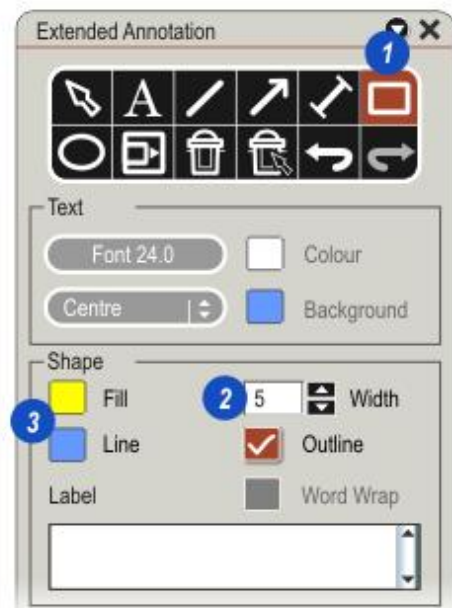 Extended Annotation
1
A
Text
Font 24.0
Colour
Centre
Background
Shape
Fill
2
5
Width
3
Line
Outline
Label
Word Wrap